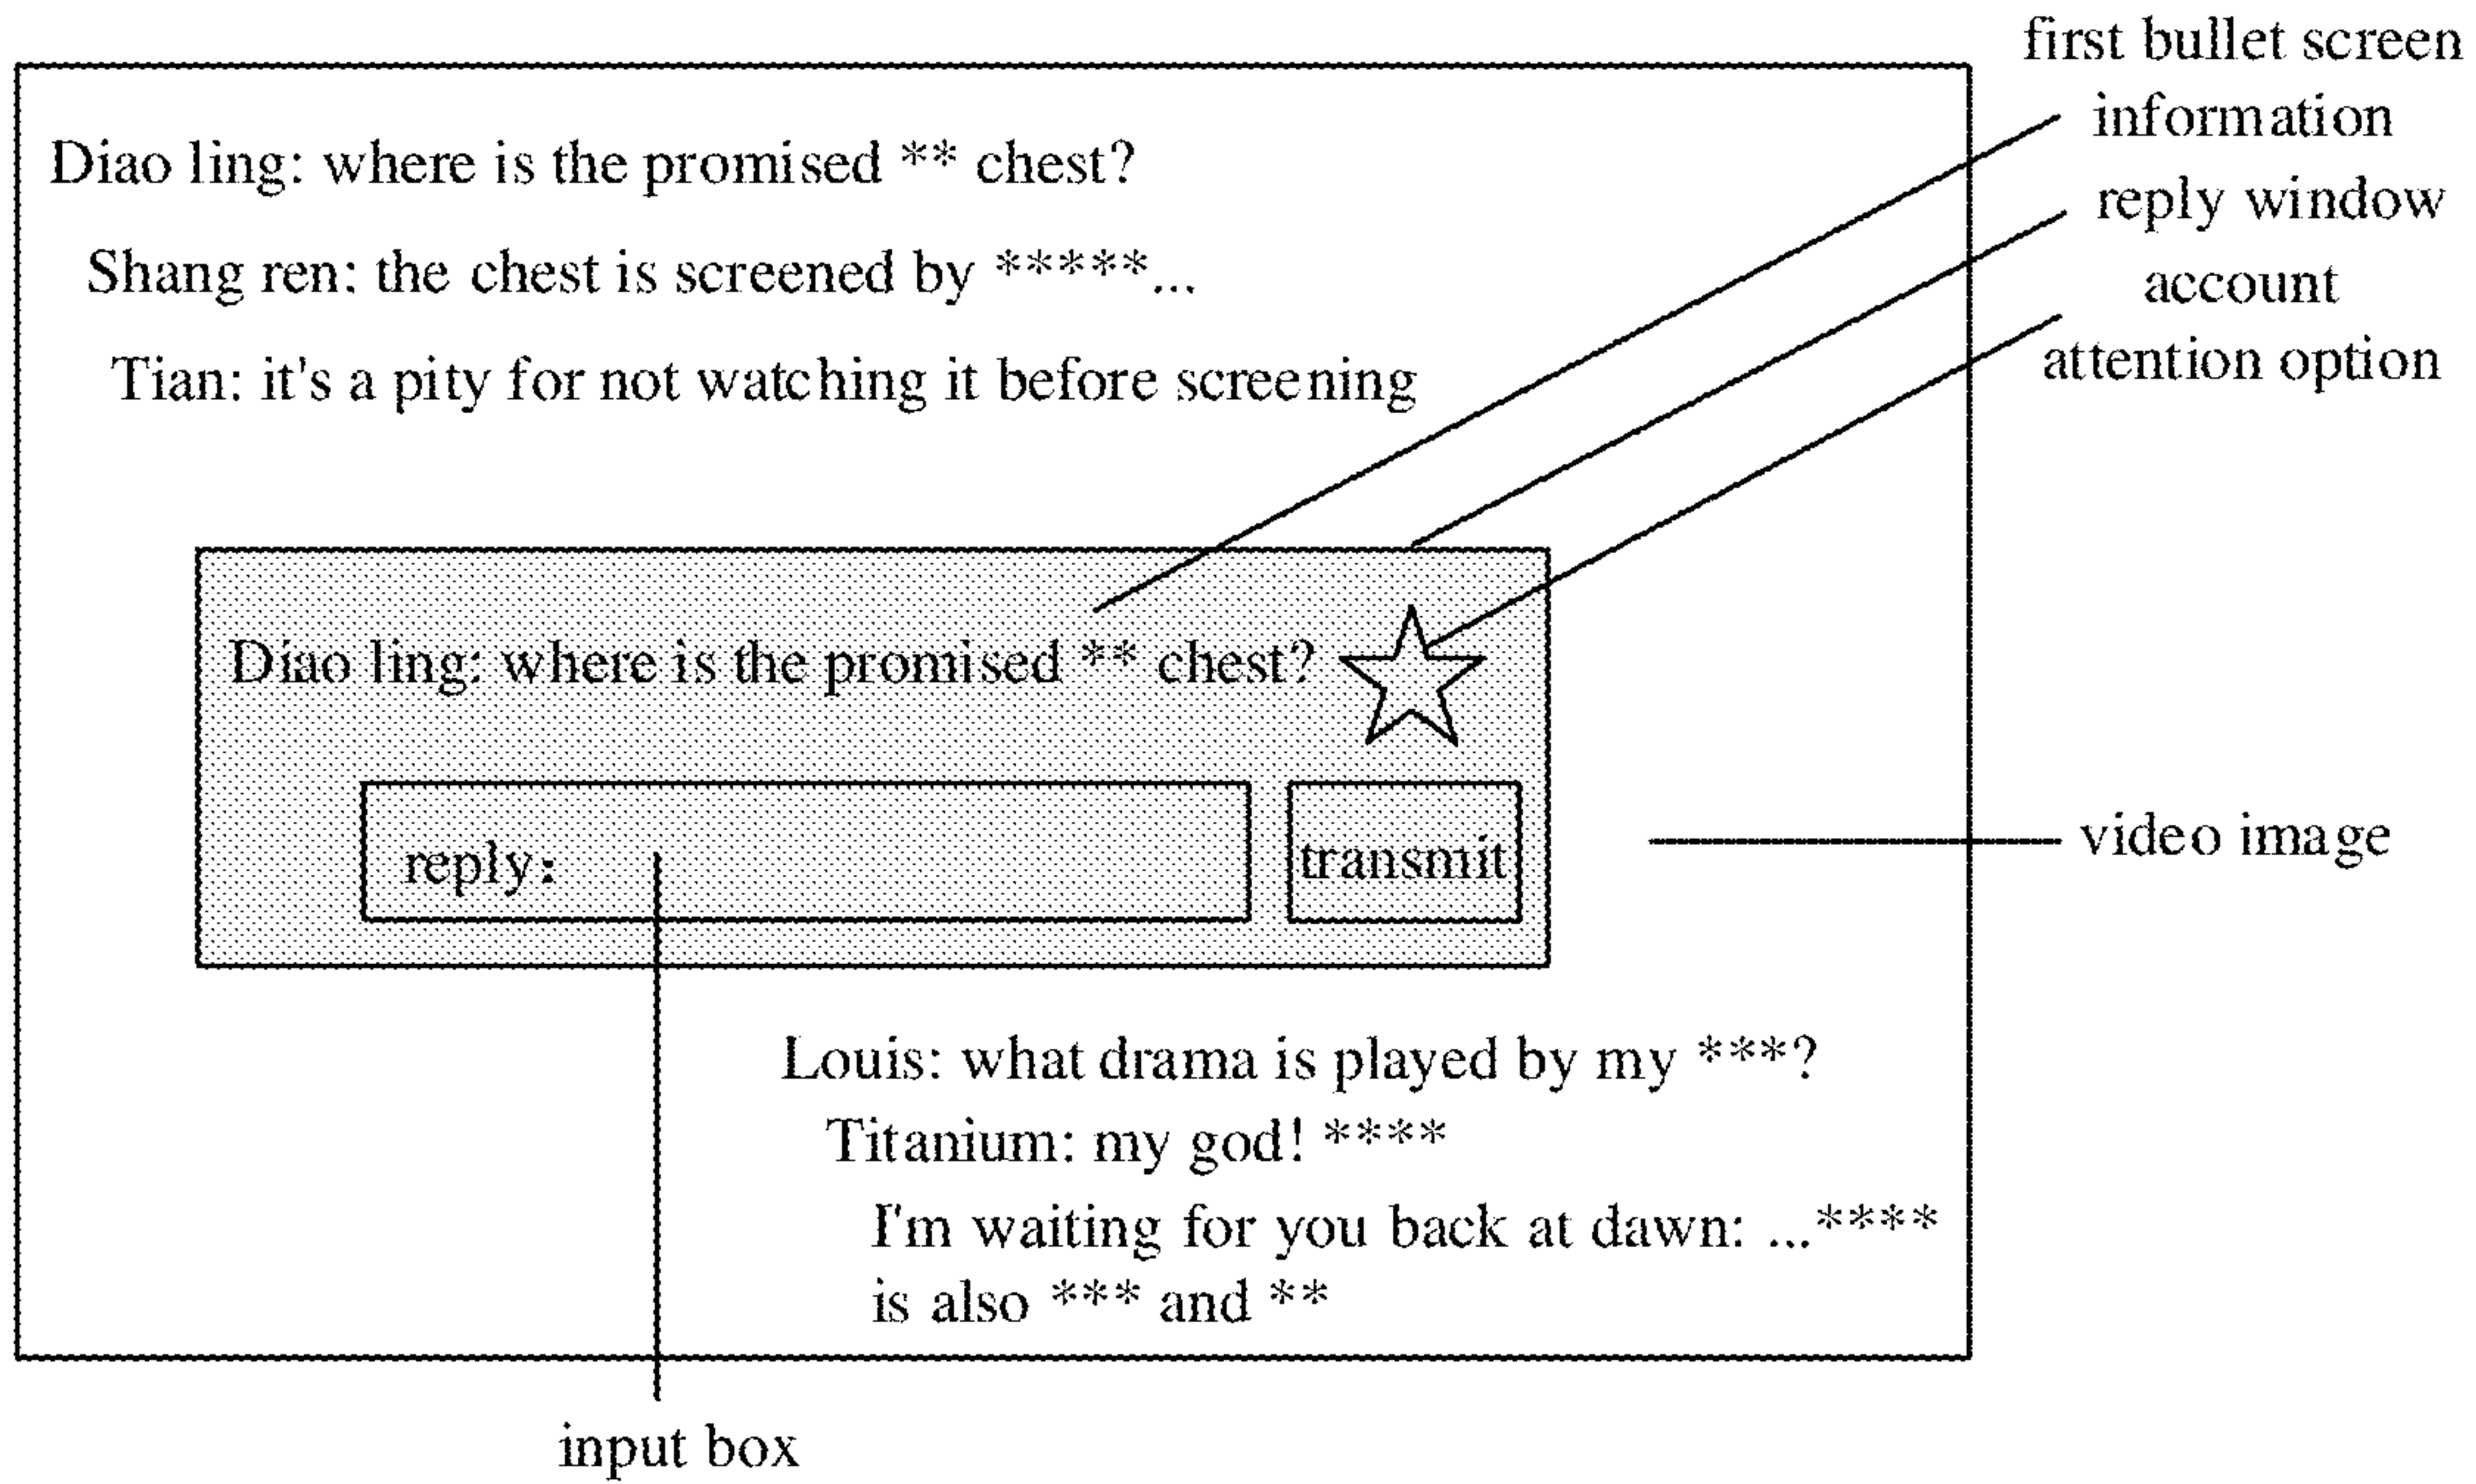 first bullet screen
information
reply window
account
attention option
Diao ling: where is the promised ** chest?
Shang ren: the chest is screened by *****...
Tian: it's a pity for not watching it before screening
Diao ling: where is the promised ** chest?
reply:
transmit
video image
Louis: what drama is played by my ***?
Titanium: my god! ****
I'm waiting for you back at dawn: ...****
is also *** and **
input box